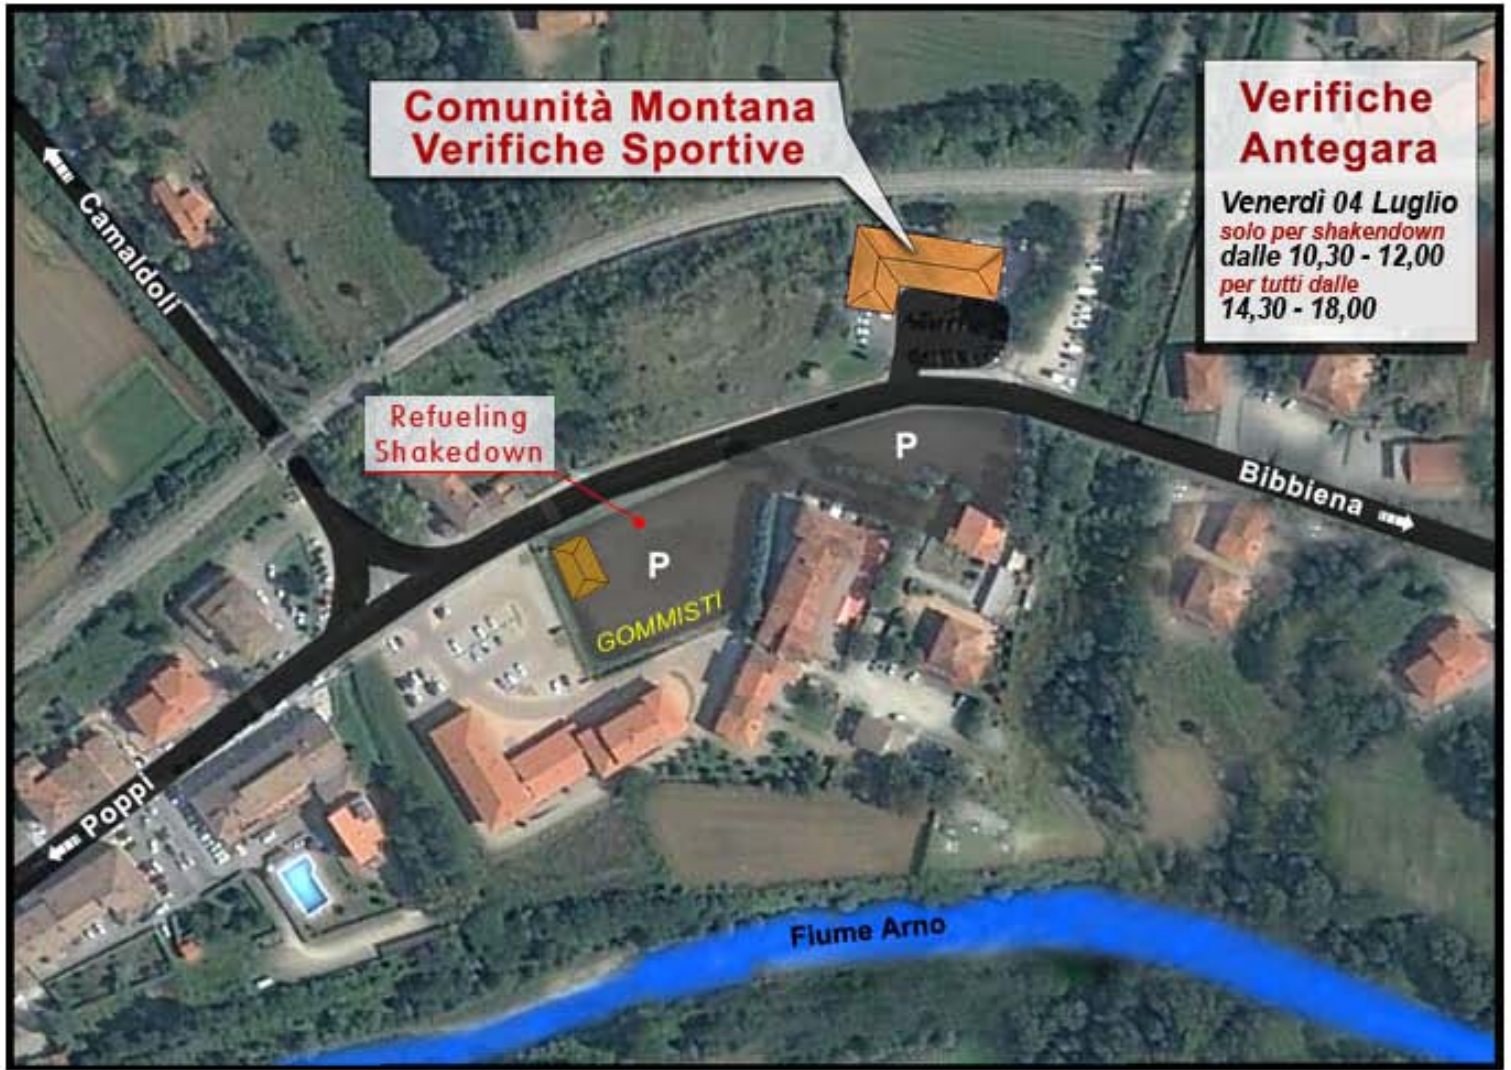 Comunità Montana
Verifiche Sportive
Verifiche
Antegara
Venerdì 04 Luglio
solo per shakendown
dalle 10,30 - 12,00
per tutti dalle
14,30 - 18,00
Camaldoli
Refueling
Shakedown
P
Bibbiena
P
GOMMISTI
Poppi
Fiume Arno